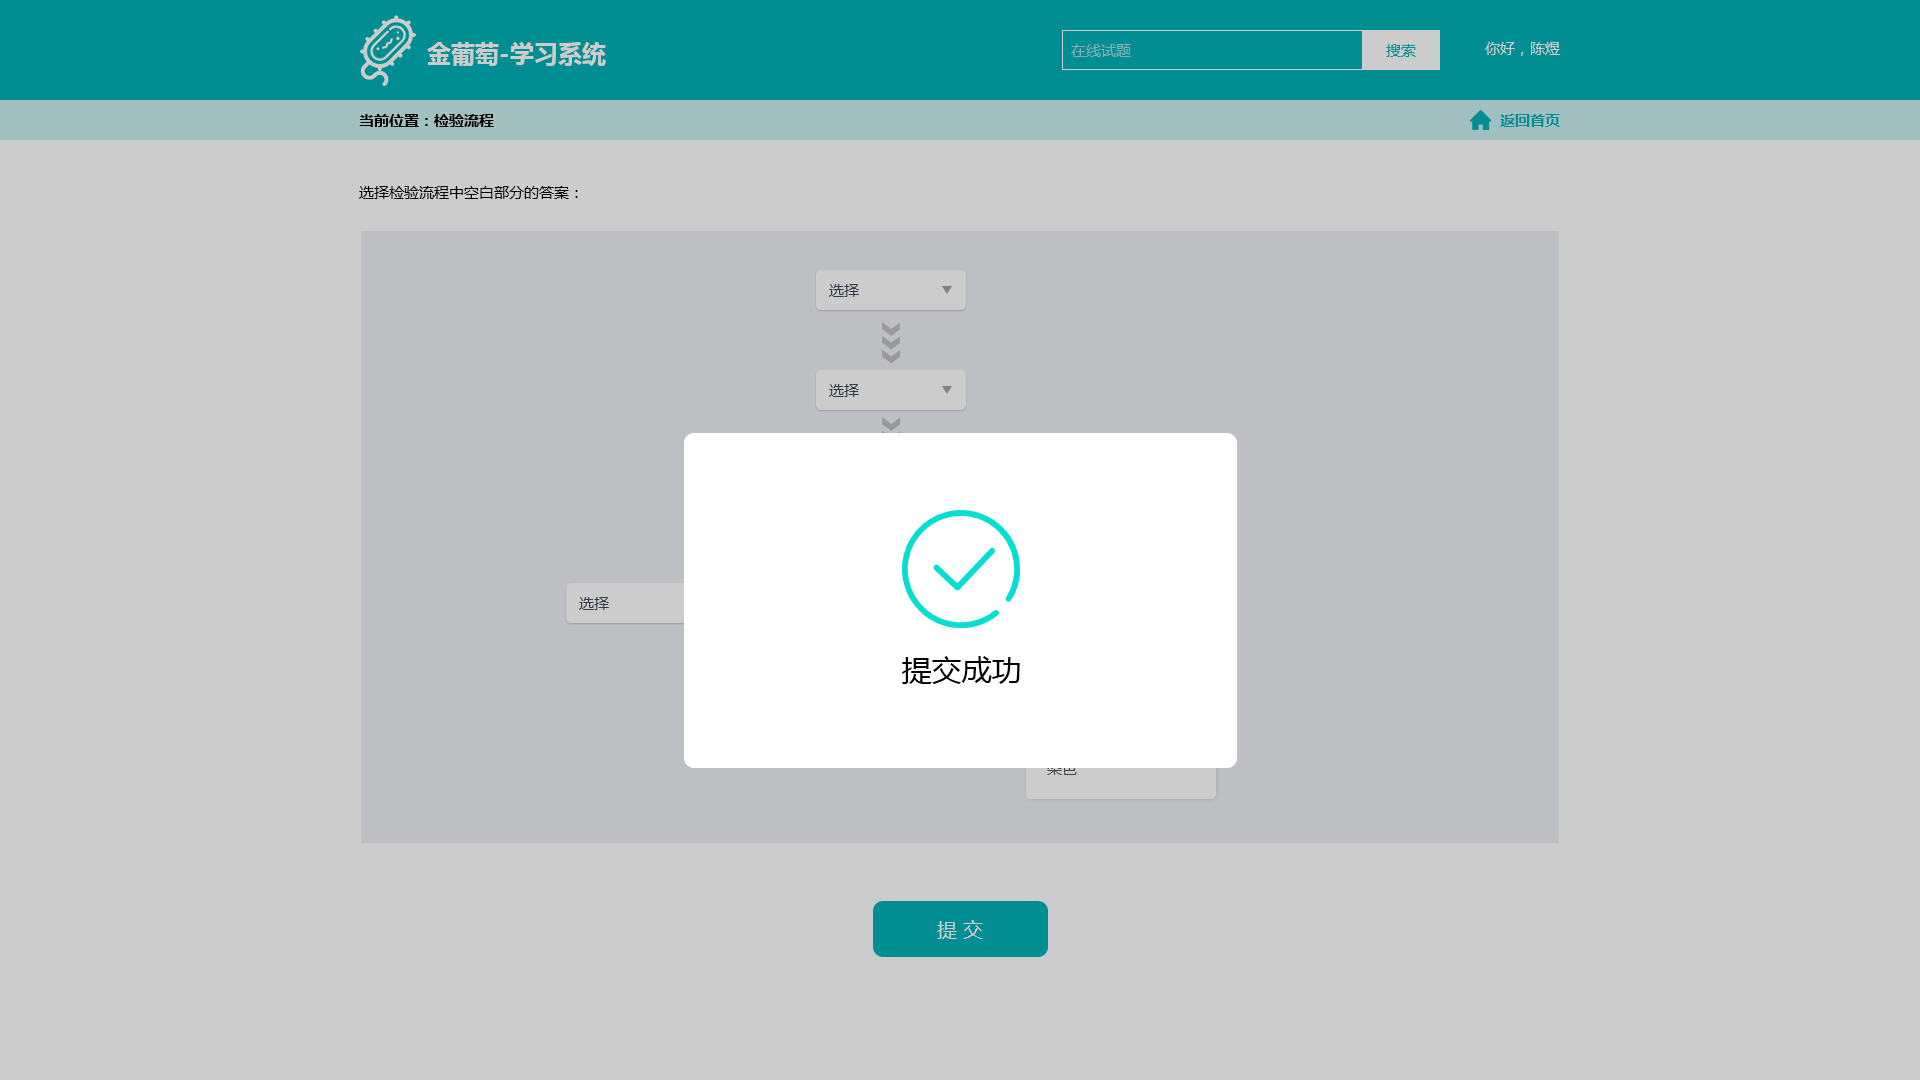 金葡萄-学习系统
在线试题
搜索
你好，陈煜
当前位置：检验流程
返回首页
选择检验流程中空白部分的答案：
选择
选择
选择
提交成功
染色
提 交